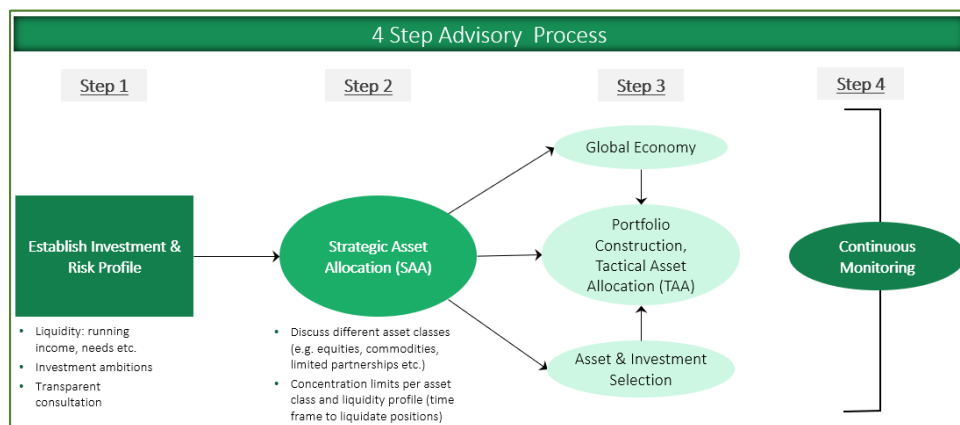 4 Step Advisory Process
Step 1
Step 2
Step 3
Step 4
Establish Investment &
Risk Profile
• Liquidity: running
income, needs etc.
• Investment ambitions
• Transparent
consultation
Strategic Asset
Allocation (SAA)
• Discuss different asset classes
(e.g. equities, commodities,
limited partnerships etc.)
• Concentration limits per asset
class and liquidity profile (time
frame to liquidate positions)
Global Economy
Portfolio
Construction,
Tactical Asset
Allocation (TAA)
Asset & Investment
Selection
Continuous
Monitoring